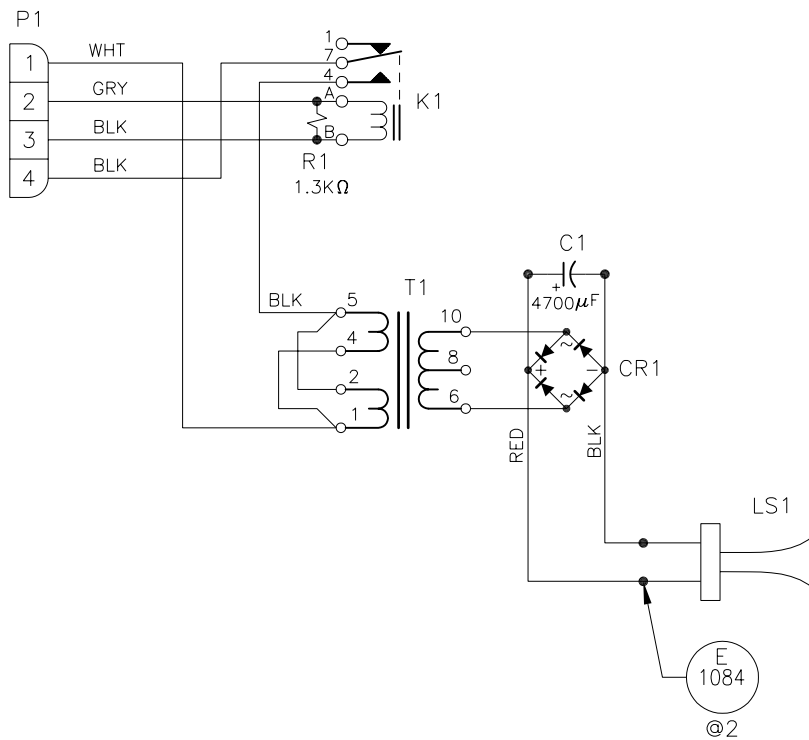 P1
1
WHT
2
GRY
3
BLK
4
BLK
1
7
4
A
B
K1
R1
1.3KΩ
C1
+
4700µF
T1
BLK
5
4
2
1
10
8
6
~
+
−
~
CR1
RED
BLK
LS1
E
1084
@2